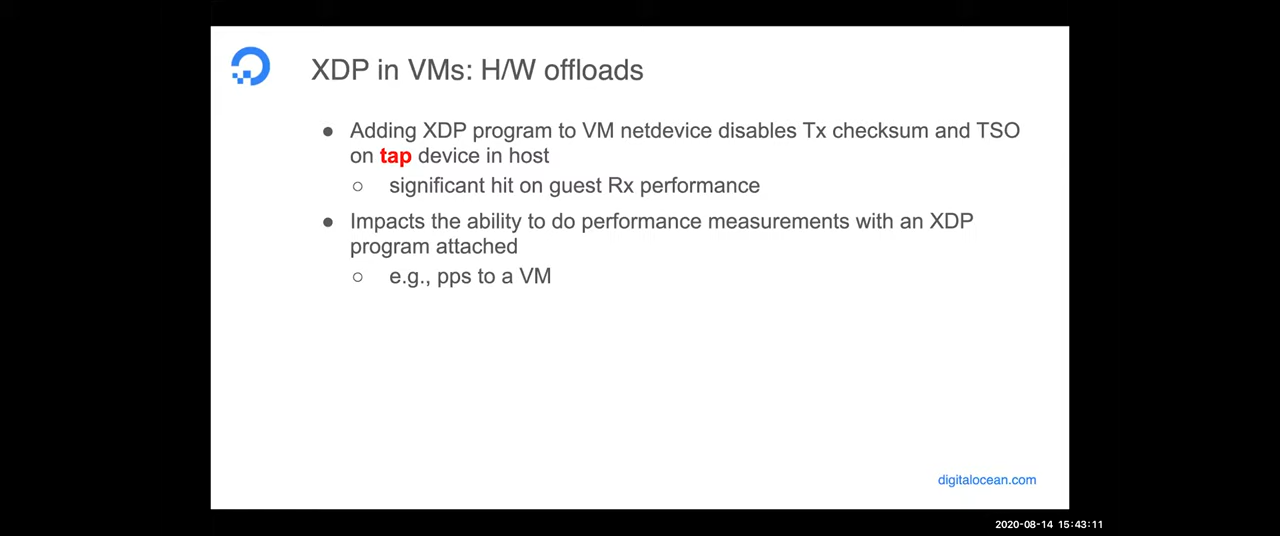 XDP in VMs: H/W offloads
● Adding XDP program to VM netdevice disables Tx checksum and TSO
on tap device in host
○ significant hit on guest Rx performance
● Impacts the ability to do performance measurements with an XDP
program attached
○ e.g., pps to a VM
digitalocean.com
2020-08-14 15:43:11